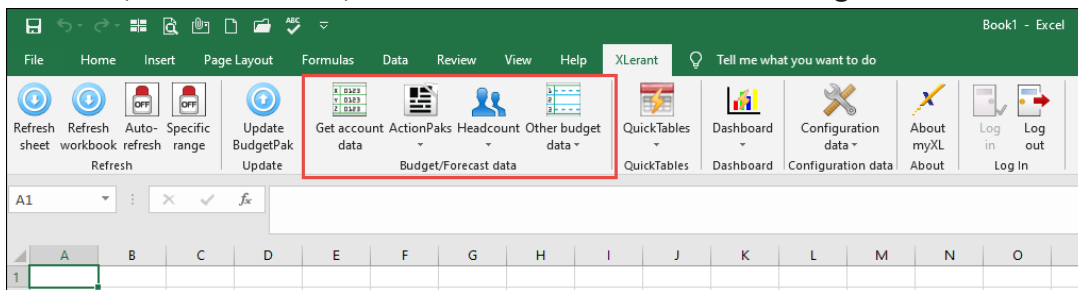 Book1 - Excel
File Home Insert Page Layout Formulas Data Review View Help XLerant Tell me what you want to do
OFF OFF
Refresh Refresh Auto- Specific Update Get account ActionPaks Headcount Other budget QuickTables Dashboard Configuration About Log Log
sheet workbook refresh range BudgetPak data data data myXL in out
Refresh Update Budget/Forecast data QuickTables Dashboard Configuration data About Log In
A1 fx
A B C D E F G H I J K L M N O
1